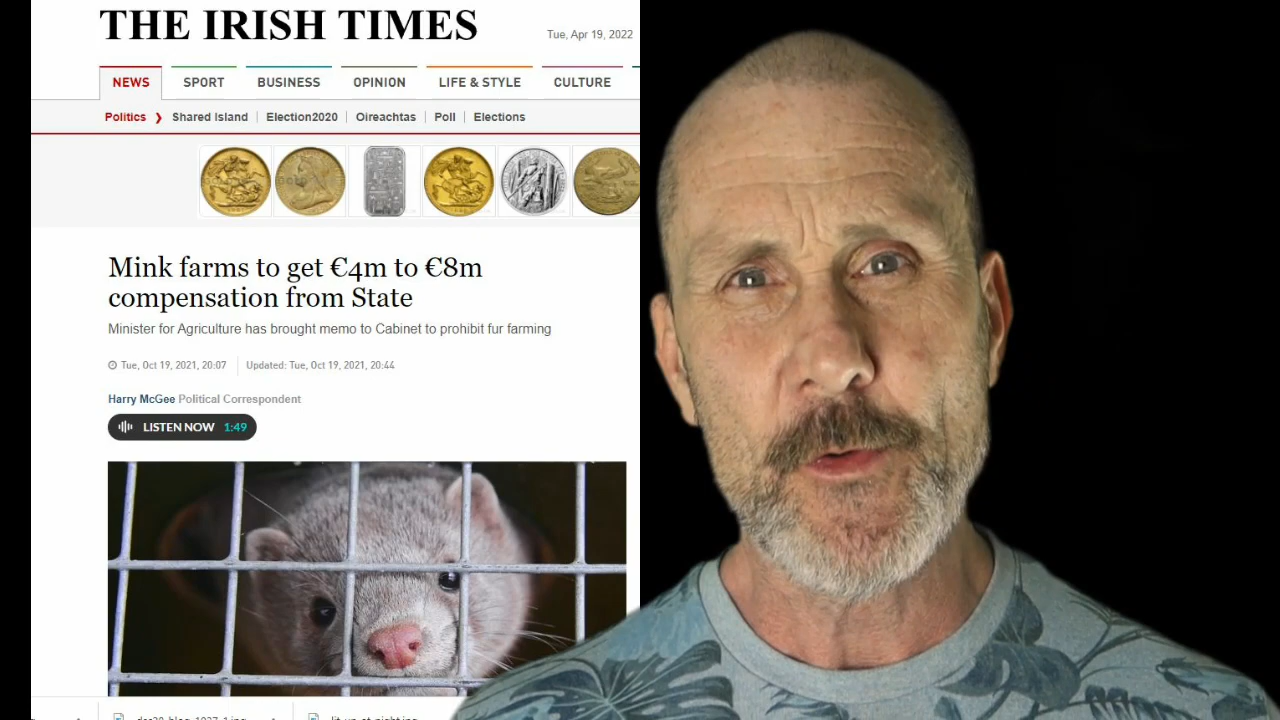 THE IRISH TIMES
Tue, Apr 19, 2022
NEWS SPORT BUSINESS OPINION LIFE & STYLE CULTURE
Politics Shared Island Election2020 Oireachtas Poll Elections
Mink farms to get €4m to €8m
compensation from State
Minister for Agriculture has brought memo to Cabinet to prohibit fur farming
Tue, Oct 19, 2021, 20:07 Updated: Tue, Oct 19, 2021, 20:44
Harry McGee Political Correspondent
LISTEN NOW 1:49